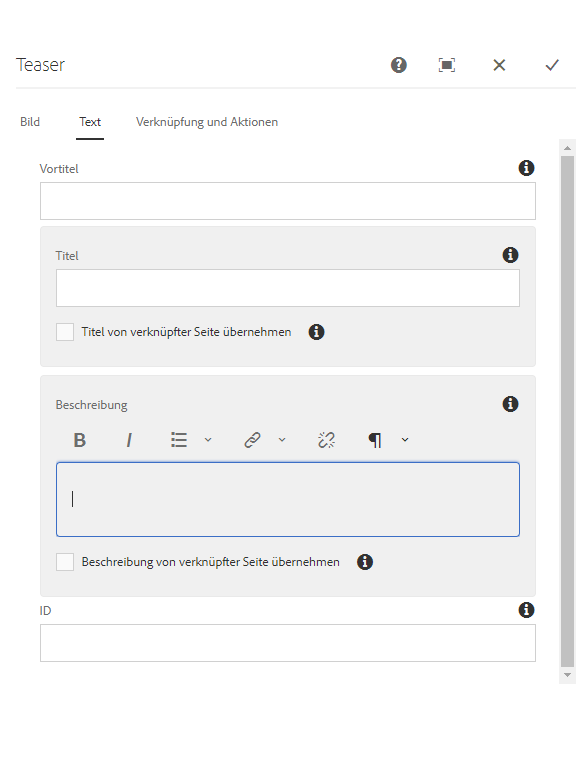 Teaser
Bild Text Verknüpfung und Aktionen
Vortitel
Titel
Titel von verknüpfter Seite übernehmen
Beschreibung
B I
Beschreibung von verknüpfter Seite übernehmen
ID